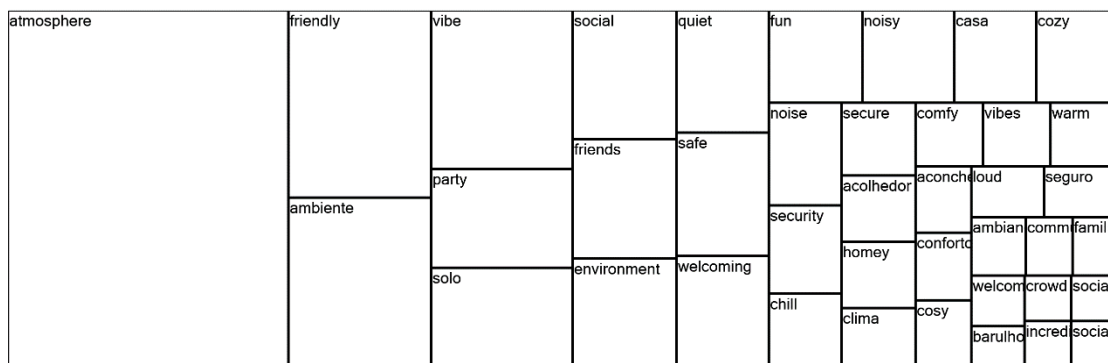 atmosphere
friendly
ambiente
vibe
party
solo
social
friends
environment
quiet
safe
welcoming
fun
noisy
casa
cozy
noise
security
chill
secure
acolhedor
homey
clima
comfy
vibes
warm
aconche
loud
seguro
conforto
cosy
ambian
commu
famil
welcom
crowd
socia
barulho
incredi
socia